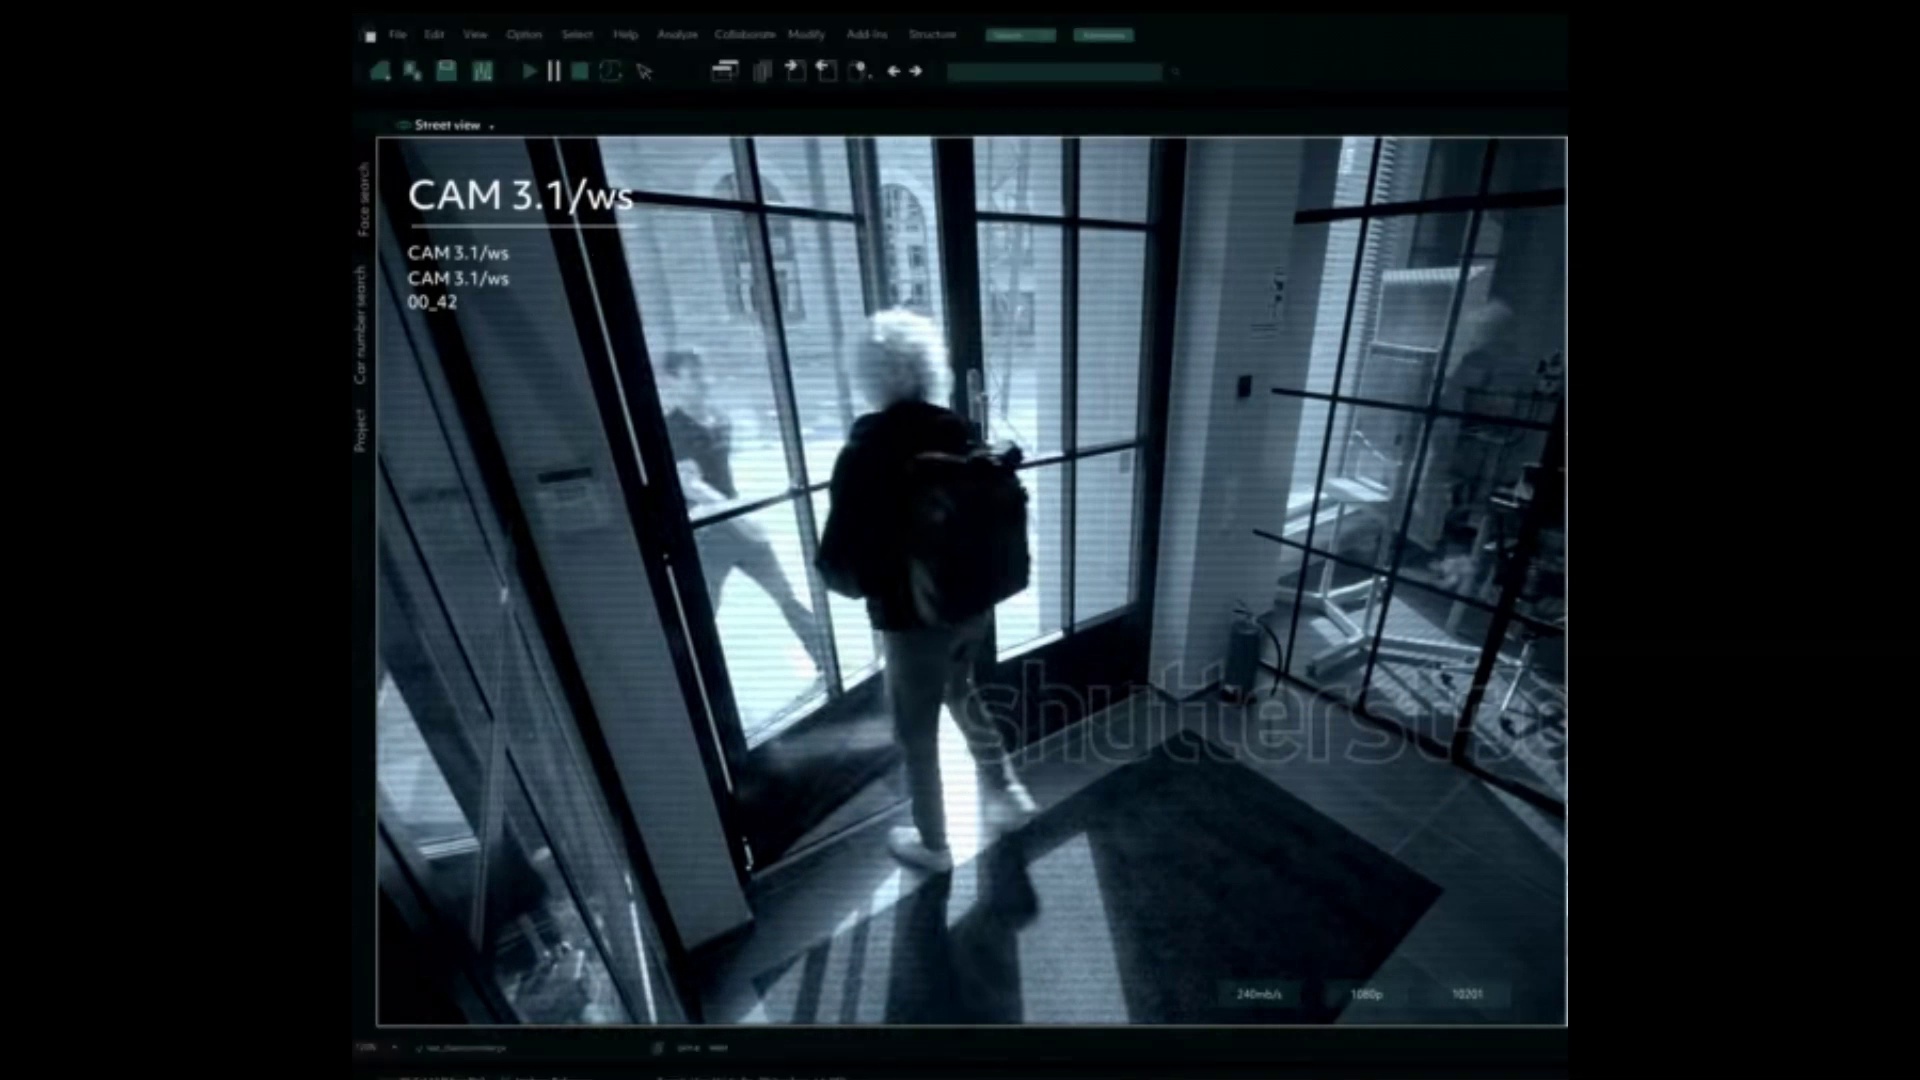 File Edit View Option Select Help Analyze Collaborate Modify Add-Ins Structure
Street view
Face search
Car number search
Project
CAM 3.1/ws
CAM 3.1/ws
CAM 3.1/ws
00_42
shuttersto
240mb/s 1080p 10201